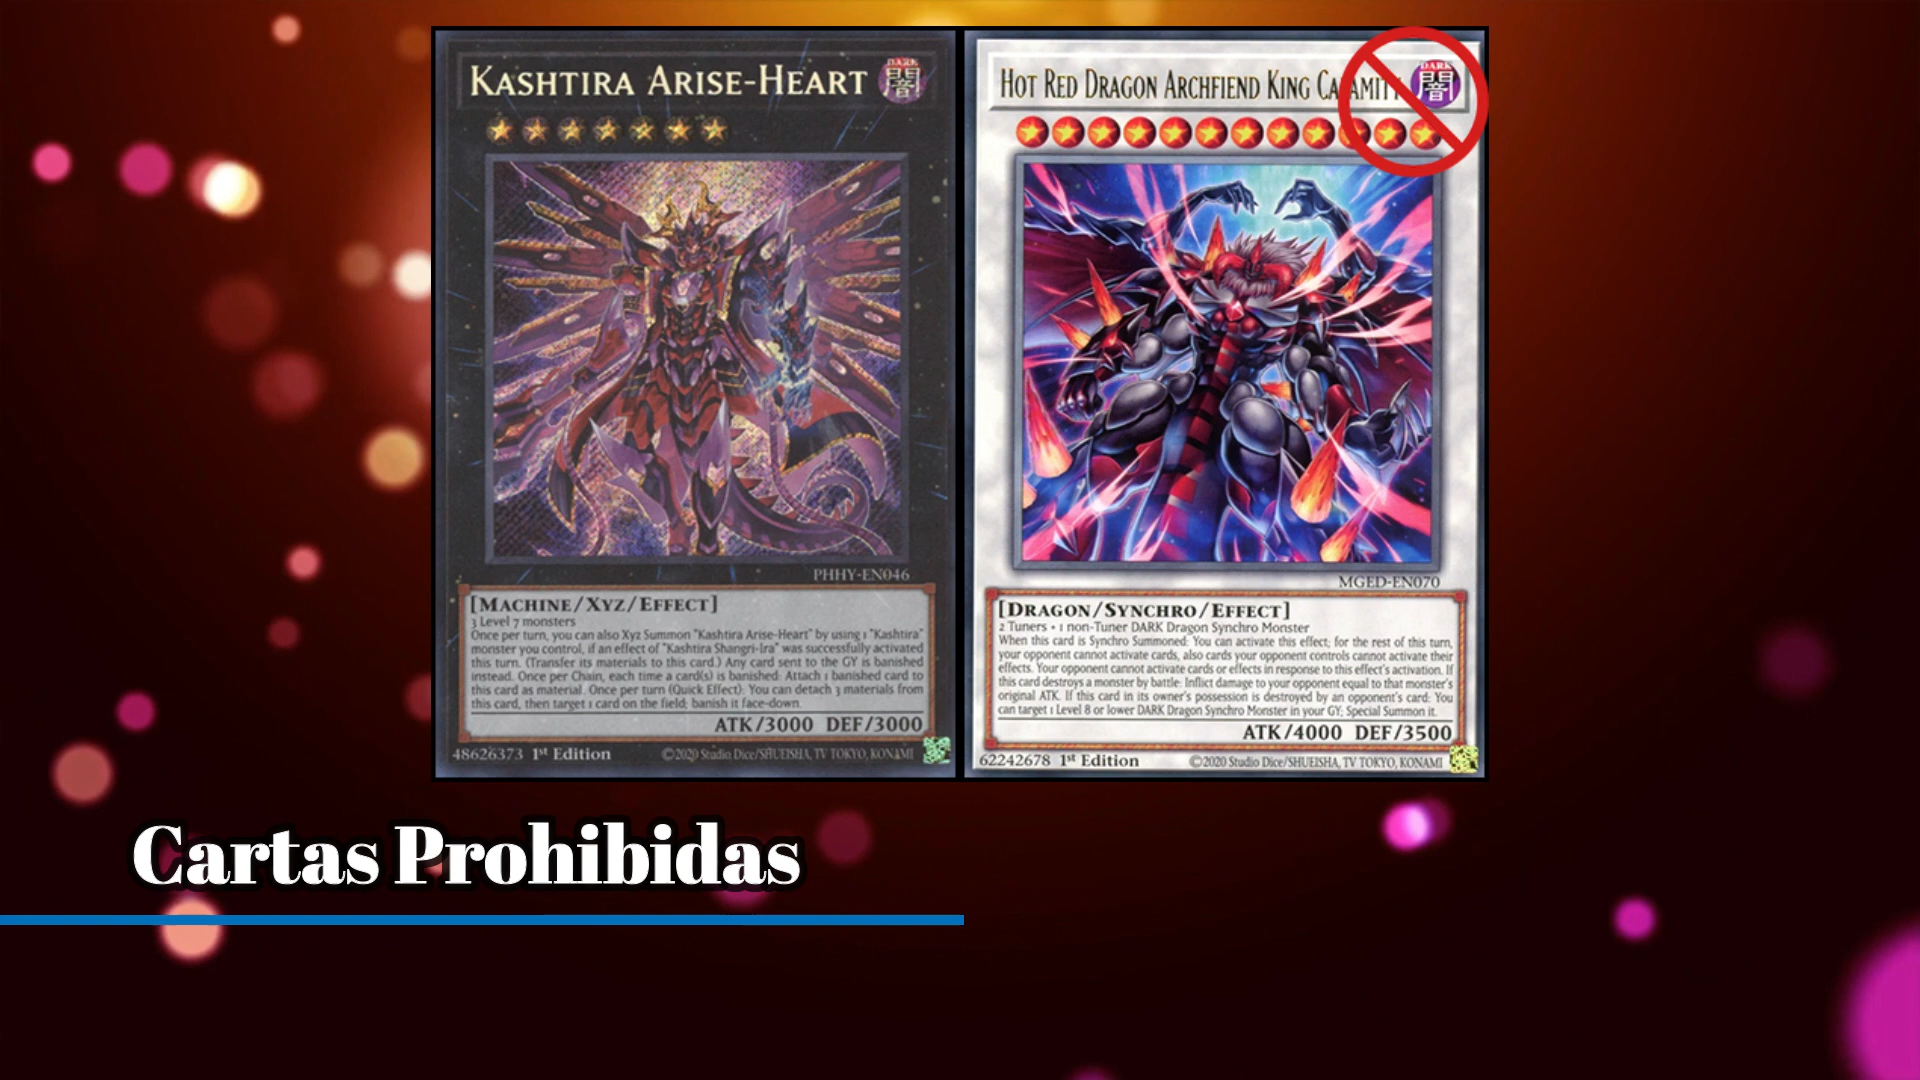 KASHTIRA ARISE-HEART
DARK
闇
PHHY-EN046
[MACHINE/XYZ/EFFECT]
3 Level 7 monsters
Once per turn, you can also Xyz Summon "Kashtira Arise-Heart" by using 1 "Kashtira"
monster you control, if an effect of "Kashtira Shangri-Ira" was successfully activated
this turn. (Transfer its materials to this card.) Any card sent to the GY is banished
instead. Once per Chain, each time a card(s) is banished: Attach 1 banished card to
this card as material. Once per turn (Quick Effect): You can detach 3 materials from
this card, then target 1 card on the field; banish it face-down.
ATK/3000 DEF/3000
48626373 1st Edition ©2020 Studio Dice/SHUEISHA, TV TOKYO, KONAMI
HOT RED DRAGON ARCHFIEND KING CALAMITY
DARK
闇
MGED-EN070
[DRAGON/SYNCHRO/EFFECT]
2 Tuners + 1 non-Tuner DARK Dragon Synchro Monster
When this card is Synchro Summoned: You can activate this effect; for the rest of this turn,
your opponent cannot activate cards, also cards your opponent controls cannot activate their
effects. Your opponent cannot activate cards or effects in response to this effect's activation. If
this card destroys a monster by battle: Inflict damage to your opponent equal to that monster's
original ATK. If this card in its owner's possession is destroyed by an opponent's card: You
can target 1 Level 8 or lower DARK Dragon Synchro Monster in your GY; Special Summon it.
ATK/4000 DEF/3500
62242678 1st Edition ©2020 Studio Dice/SHUEISHA, TV TOKYO, KONAMI
Cartas Prohibidas